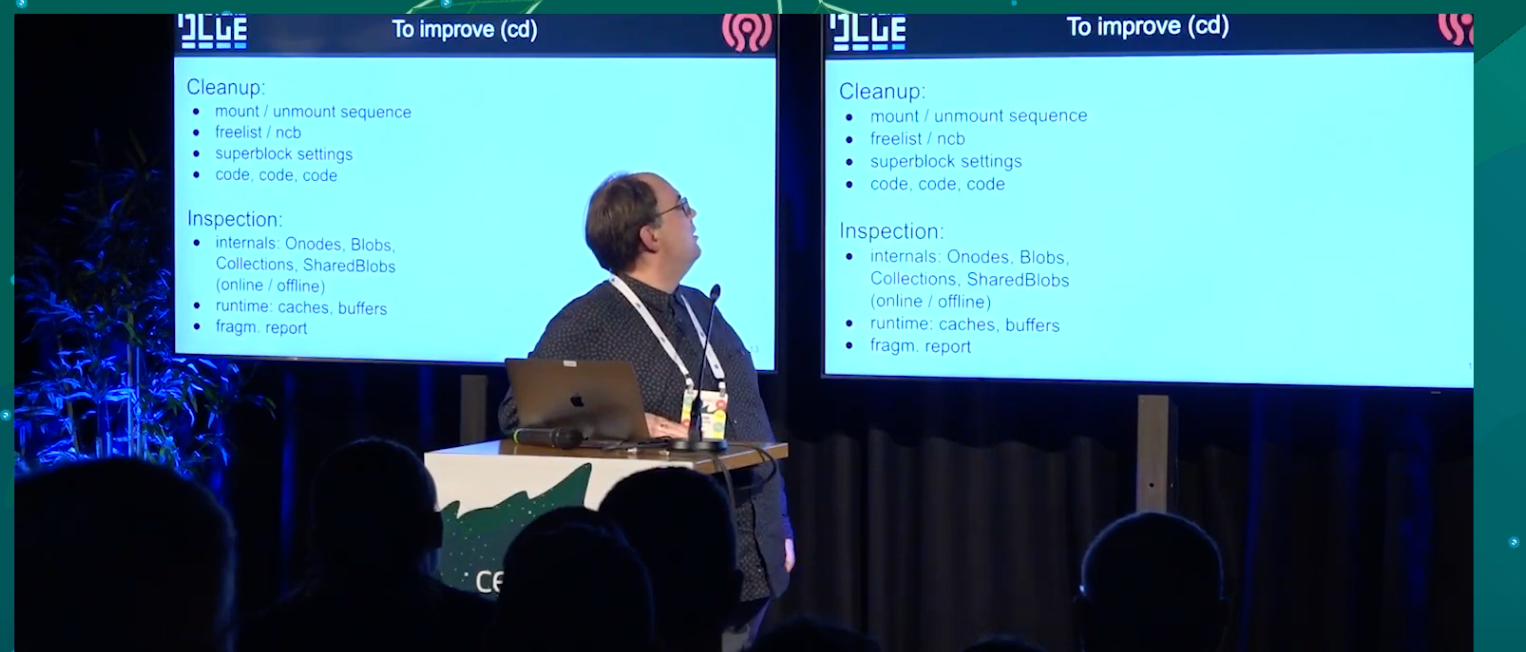 To improve (cd)
Cleanup:
mount / unmount sequence
freelist / ncb
superblock settings
code, code, code
Inspection:
internals: Onodes, Blobs,
Collections, SharedBlobs
(online / offline)
runtime: caches, buffers
fragm. report
To improve (cd)
Cleanup:
mount / unmount sequence
freelist / ncb
superblock settings
code, code, code
Inspection:
internals: Onodes, Blobs,
Collections, SharedBlobs
(online / offline)
runtime: caches, buffers
fragm. report
ce